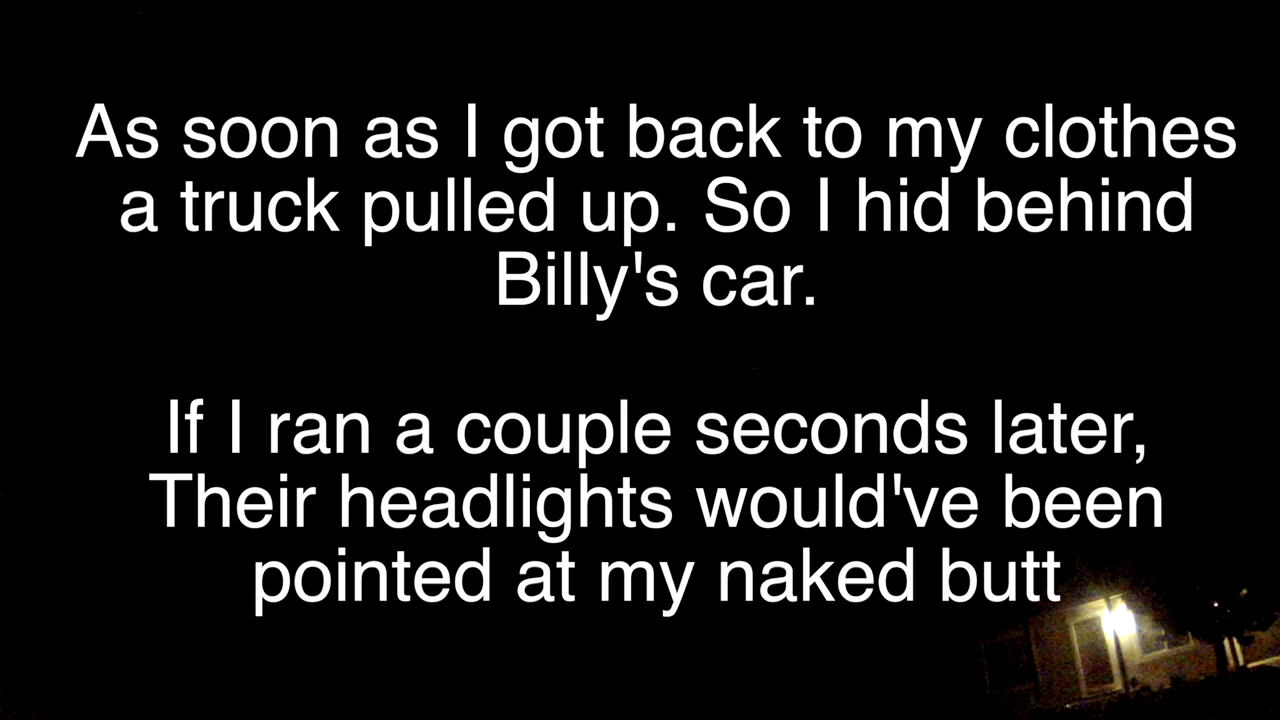 As soon as I got back to my clothes
a truck pulled up. So I hid behind
Billy's car.
If I ran a couple seconds later,
Their headlights would've been
pointed at my naked butt